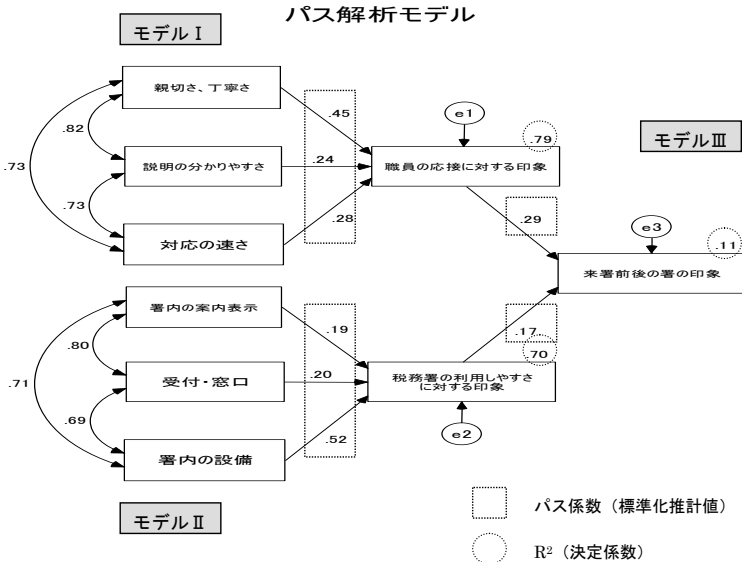 パス解析モデル
モデルⅠ
親切さ、丁寧さ
.45
e1
.79
モデルⅢ
.82
.73
説明の分かりやすさ
.24
職員の応接に対する印象
.73
.28
.29
e3
対応の速さ
.11
来署前後の署の印象
署内の案内表示
.19
.17
.80
.70
.71
受付・窓口
.20
税務署の利用しやすさ
に対する印象
.69
.52
e2
署内の設備
モデルⅡ
パス係数（標準化推計値）
R²（決定係数）